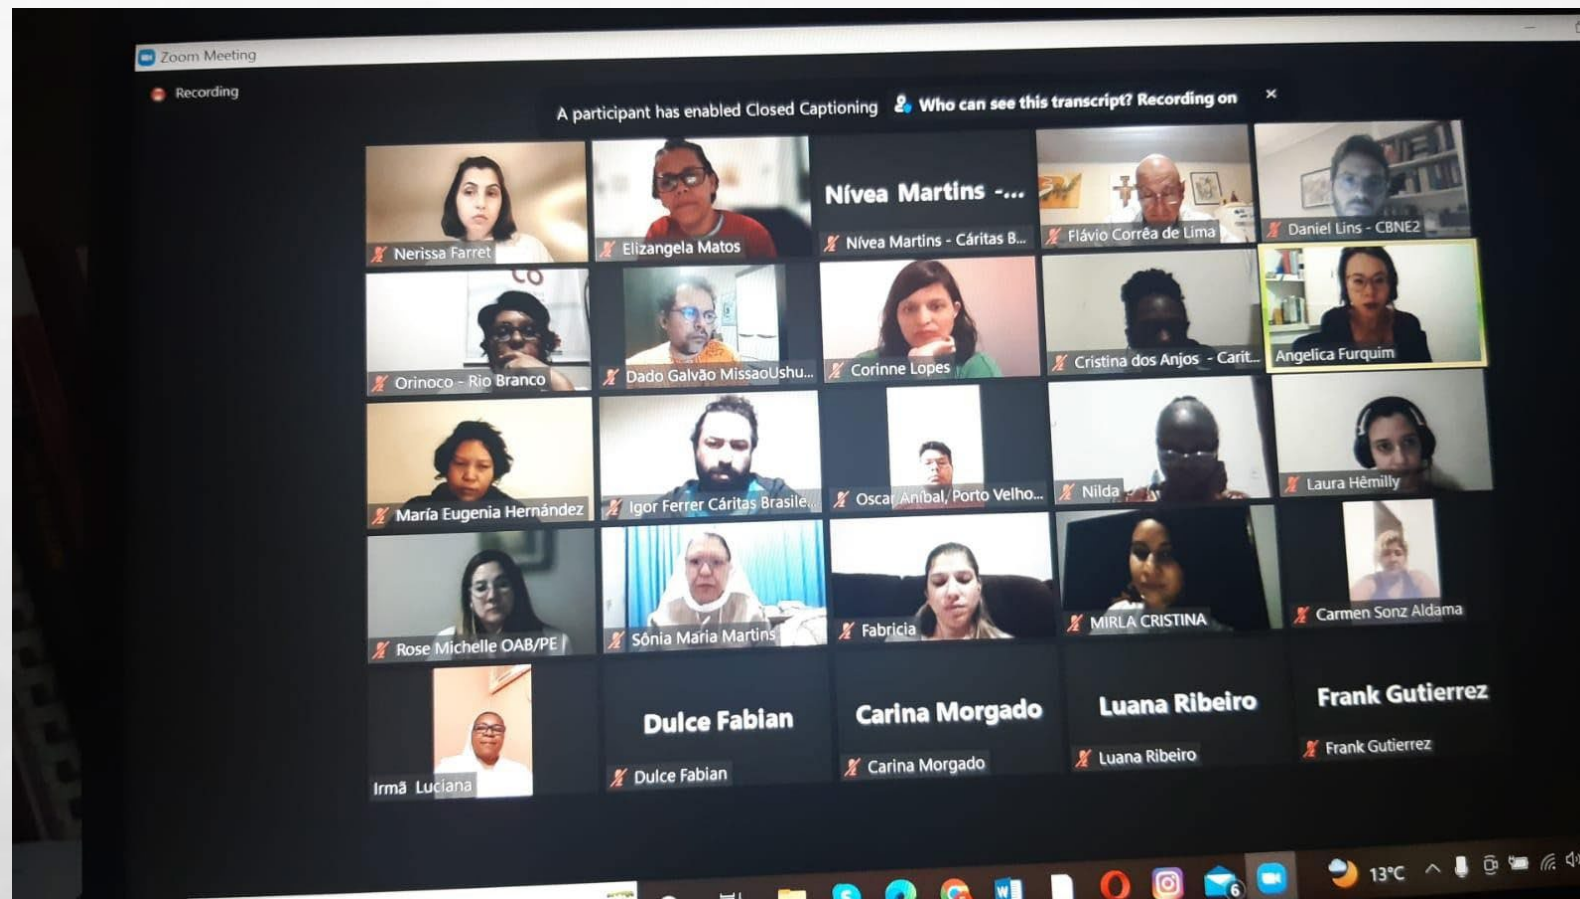 Zoom Meeting
Recording
A participant has enabled Closed Captioning Who can see this transcript? Recording on ×
Nerissa Farret
Elizangela Matos
Nívea Martins -...
Nívea Martins - Cáritas B...
Flávio Corrêa de Lima
Daniel Lins - CBNE2
CO
Orinoco - Rio Branco
Dado Galvão MissaoUshu...
Corinne Lopes
Cristina dos Anjos - Carit...
Angelica Furquim
María Eugenia Hernández
Igor Ferrer Cáritas Brasile...
Oscar Aníbal/Porto Velho...
Nilda
Laura Hêmilly
Rose Michelle OAB/PE
Sônia Maria Martins
Fabricia
MIRLA CRISTINA
Carmen Sonz Aldama
Irmã Luciana
Dulce Fabian
Dulce Fabian
Carina Morgado
Carina Morgado
Luana Ribeiro
Luana Ribeiro
Frank Gutierrez
Frank Gutierrez
6
13°C